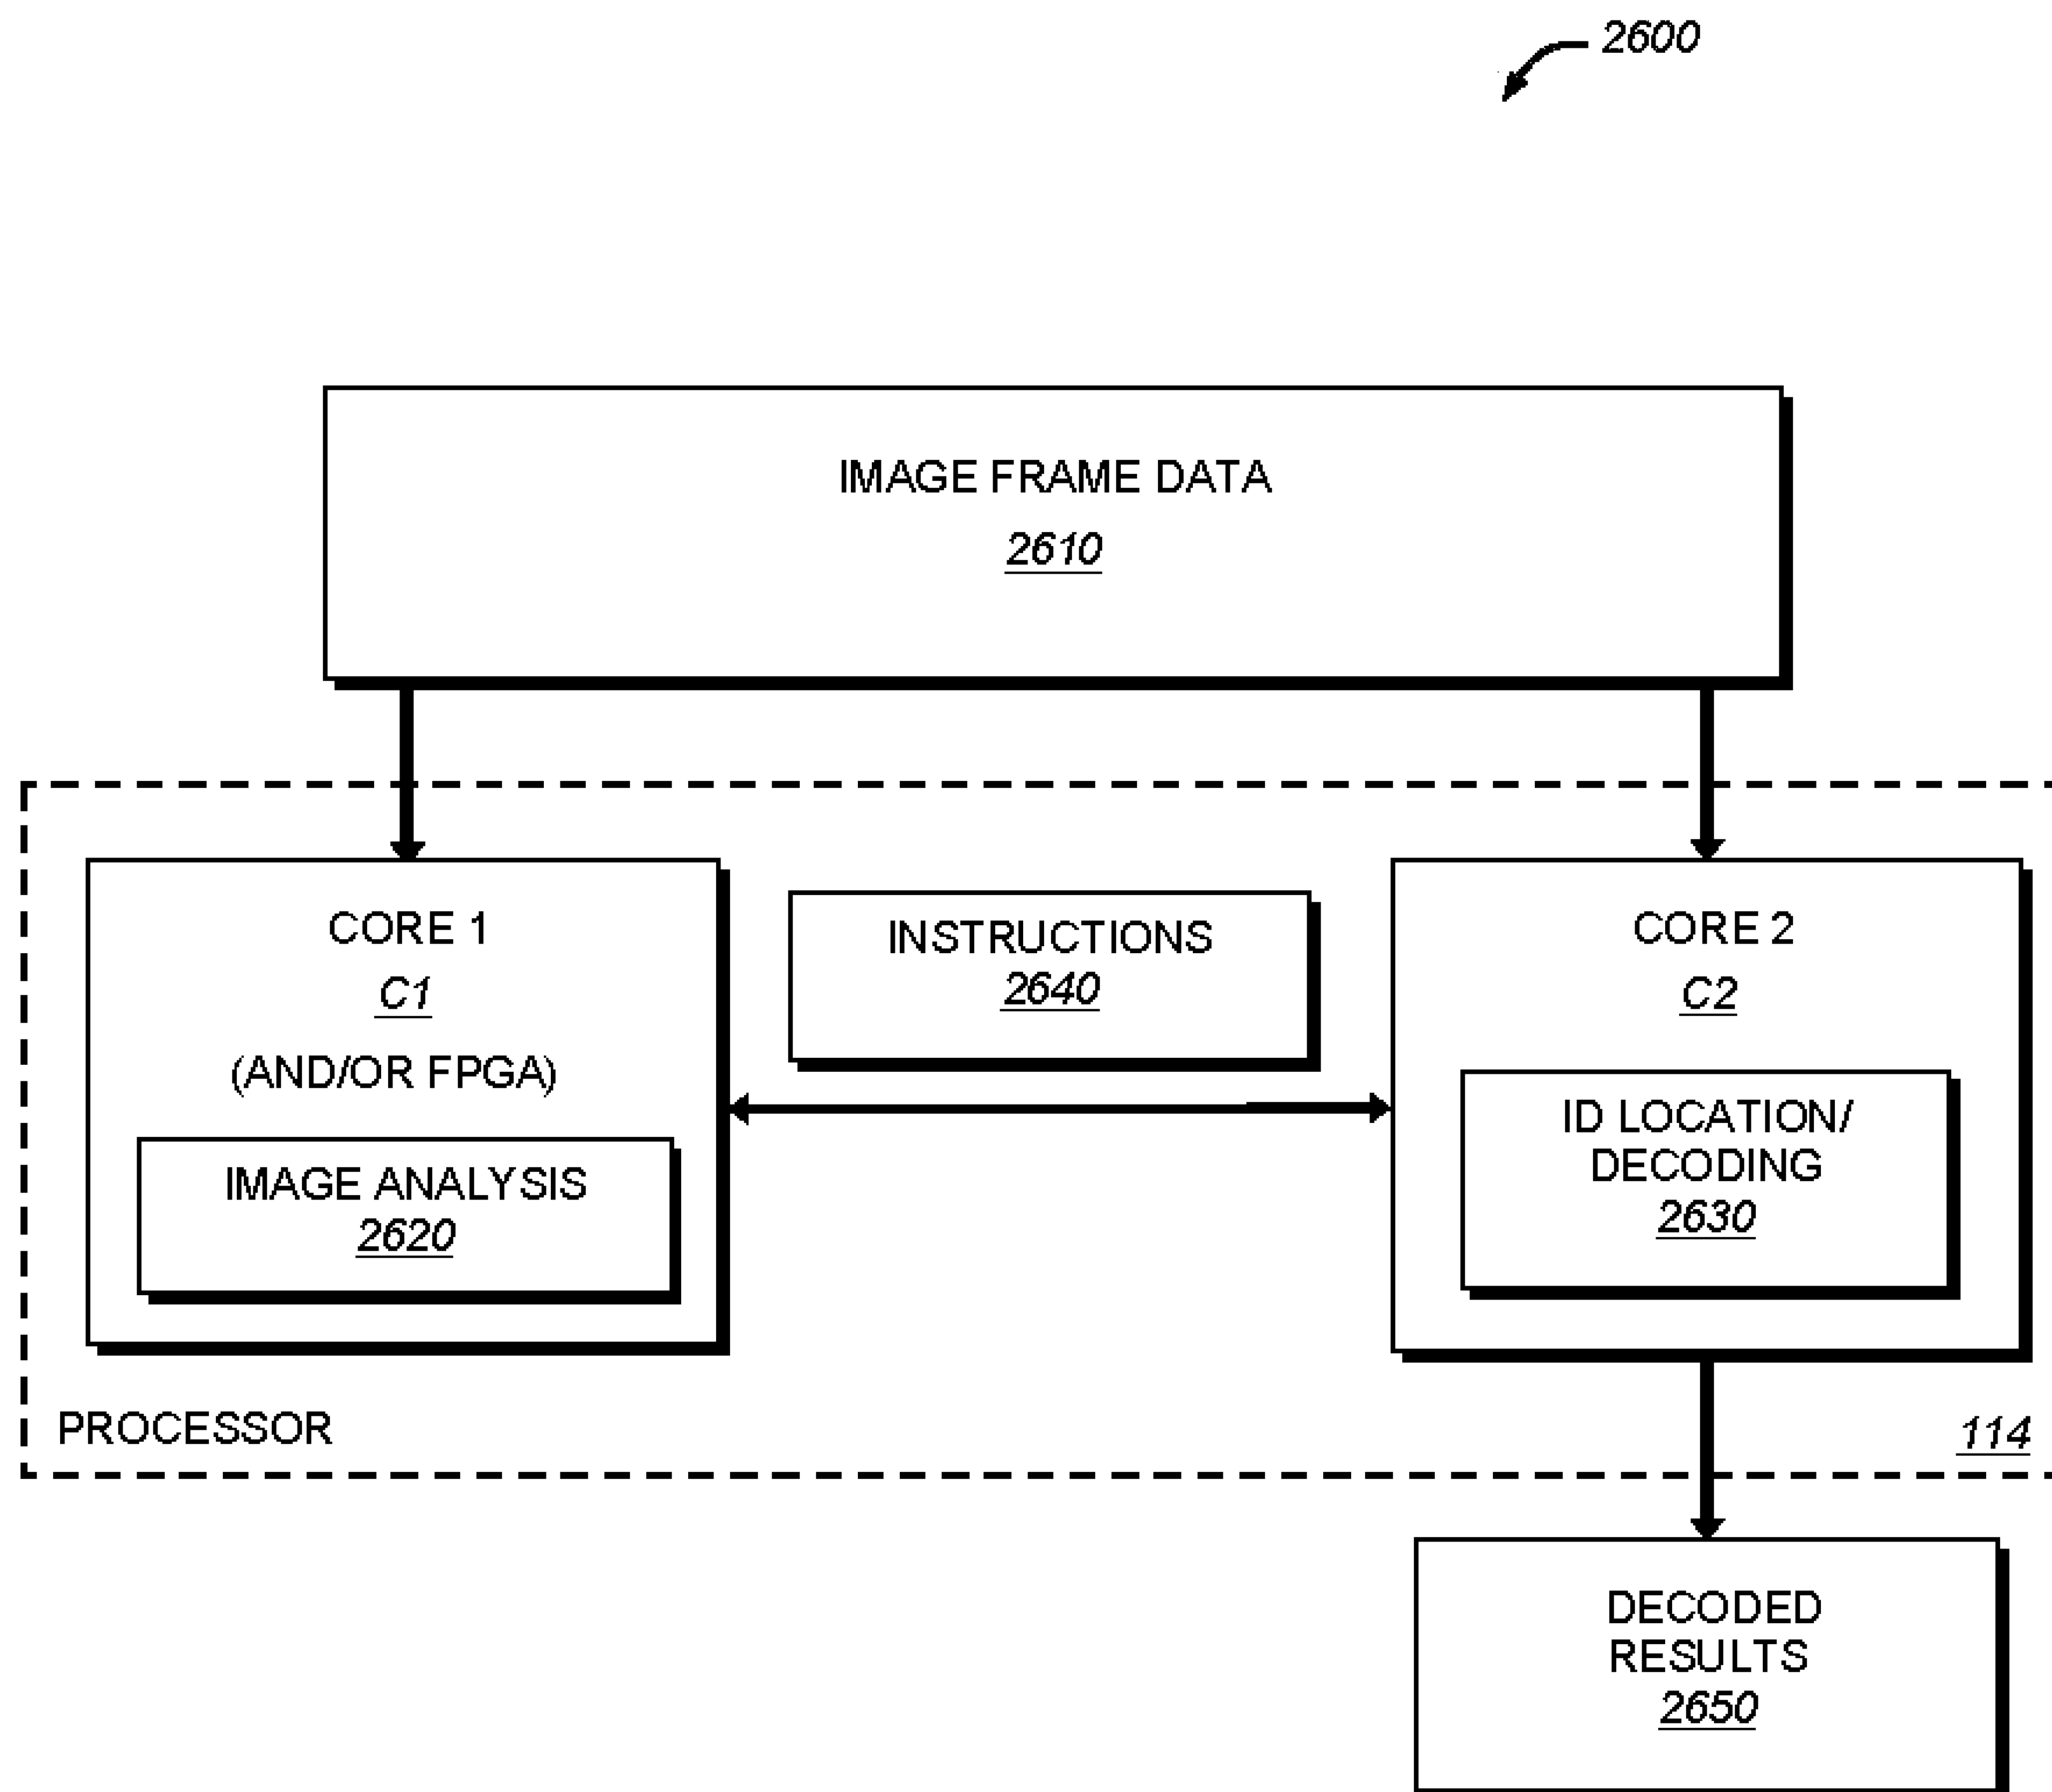 2600
IMAGE FRAME DATA
2610
CORE 1
C1
(AND/OR FPGA)
IMAGE ANALYSIS
2620
INSTRUCTIONS
2640
CORE 2
C2
ID LOCATION/
DECODING
2630
PROCESSOR
114
DECODED
RESULTS
2650